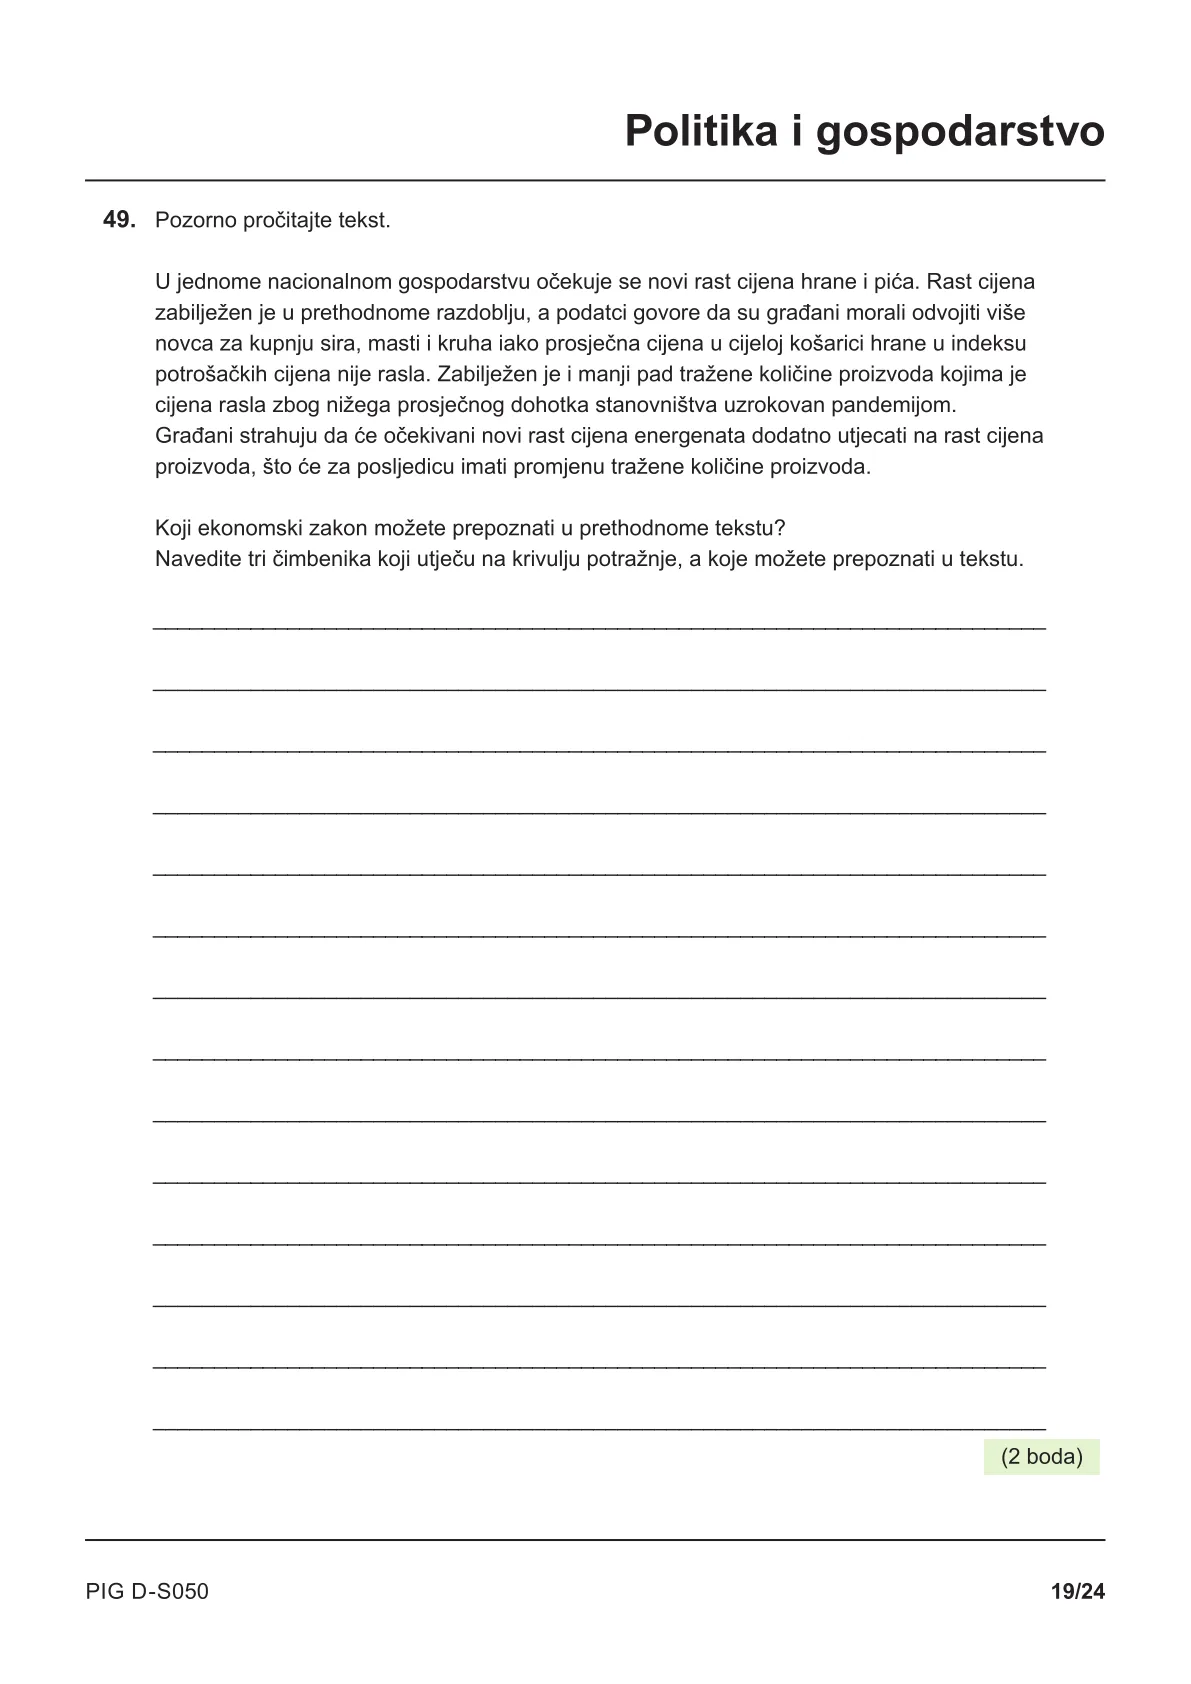 Politika i gospodarstvo
49. Pozorno pročitajte tekst.
U jednome nacionalnom gospodarstvu očekuje se novi rast cijena hrane i pića. Rast cijena
zabilježen je u prethodnome razdoblju, a podatci govore da su građani morali odvojiti više
novca za kupnju sira, masti i kruha iako prosječna cijena u cijeloj košarici hrane u indeksu
potrošačkih cijena nije rasla. Zabilježen je i manji pad tražene količine proizvoda kojima je
cijena rasla zbog nižega prosječnog dohotka stanovništva uzrokovan pandemijom.
Građani strahuju da će očekivani novi rast cijena energenata dodatno utjecati na rast cijena
proizvoda, što će za posljedicu imati promjenu tražene količine proizvoda.
Koji ekonomski zakon možete prepoznati u prethodnome tekstu?
Navedite tri čimbenika koji utječu na krivulju potražnje, a koje možete prepoznati u tekstu.
(2 boda)
PIG D-S050
19/24